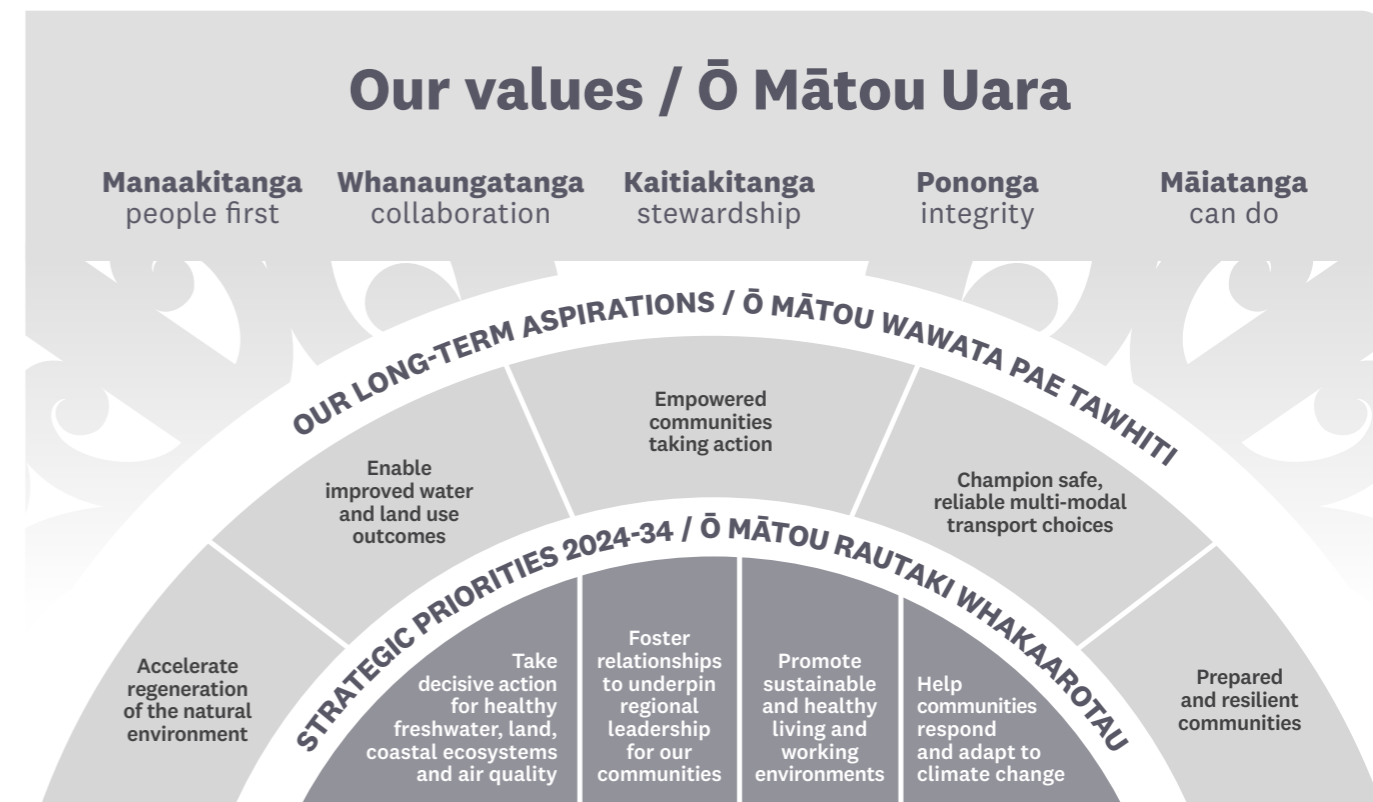 Our values / Ō Mātou Uara
Manaakitanga
people first
Whanaungatanga
collaboration
Kaitiakitanga
stewardship
Pononga
integrity
Māiatanga
can do
OUR LONG-TERM ASPIRATIONS / Ō MĀTOU WAWATA PAE TAWHITI
Accelerate
regeneration
of the natural
environment
Enable
improved water
and land use
outcomes
Empowered
communities
taking action
Champion safe,
reliable multi-modal
transport choices
Prepared
and resilient
communities
STRATEGIC PRIORITIES 2024-34 / Ō MĀTOU RAUTAKI WHAKAAROTAU
Take
decisive action
for healthy
freshwater, land,
coastal ecosystems
and air quality
Foster
relationships
to underpin
regional
leadership
for our
communities
Promote
sustainable
and healthy
living and
working
environments
Help
communities
respond
and adapt to
climate change